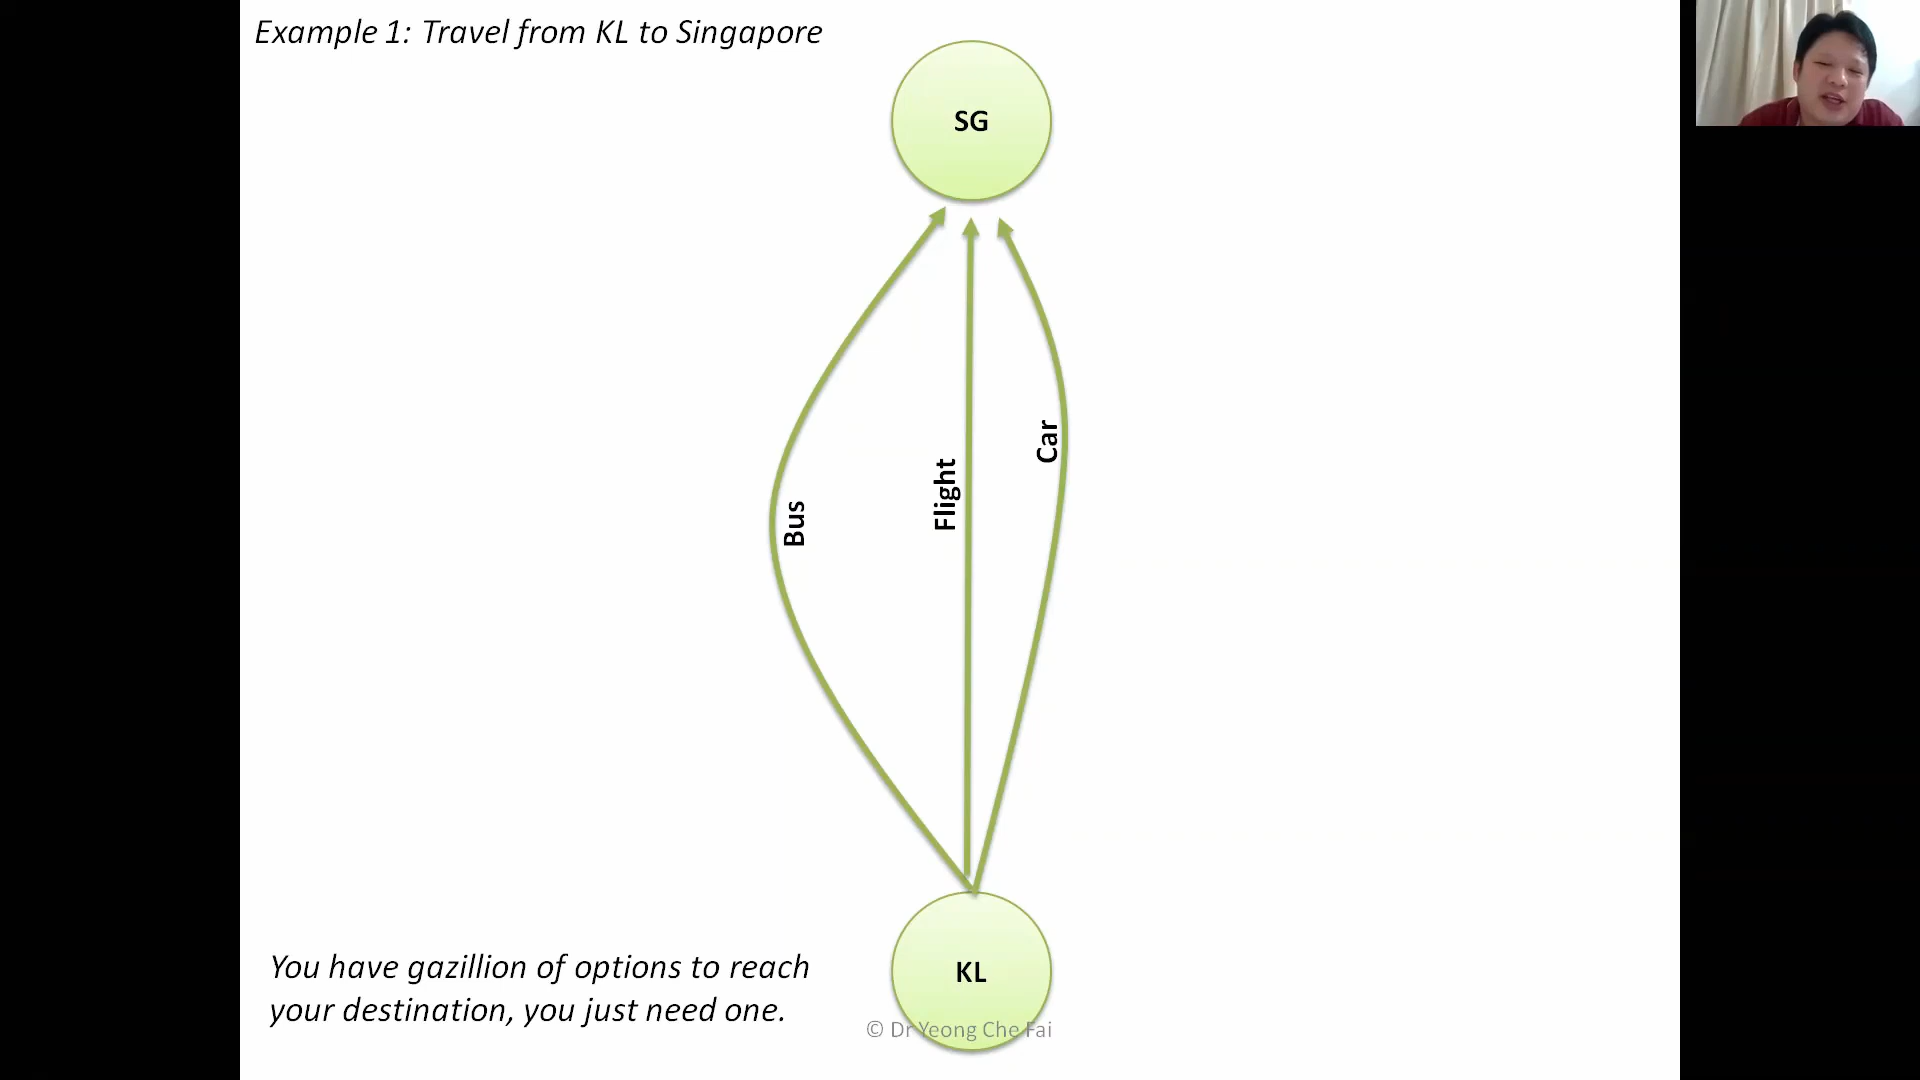 Example 1: Travel from KL to Singapore
SG
Car
Flight
Bus
You have gazillion of options to reach
your destination, you just need one.
KL
© Dr Yeong Che Fai